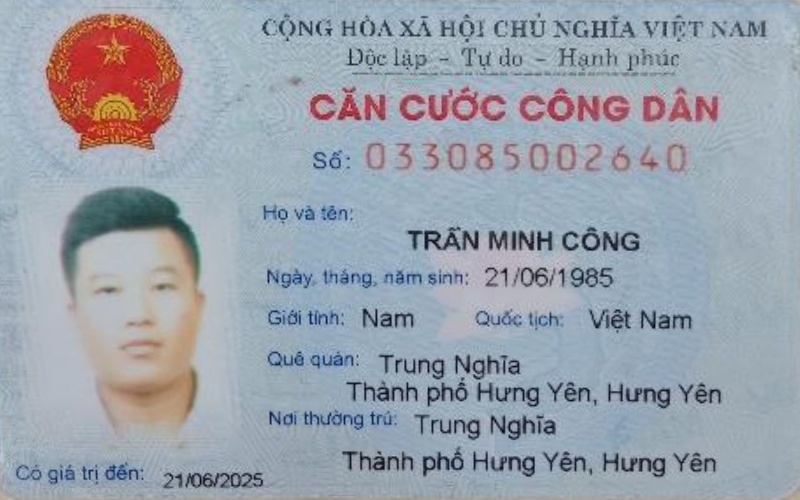 CỘNG HÒA XÃ HỘI CHỦ NGHĨA VIỆT NAM
Độc lập - Tự do - Hạnh phúc
CĂN CƯỚC CÔNG DÂN
Số: 033085002640
Họ và tên:
TRẦN MINH CÔNG
Ngày, tháng, năm sinh: 21/06/1985
Giới tính: Nam Quốc tịch: Việt Nam
Quê quán: Trung Nghĩa
Thành phố Hưng Yên, Hưng Yên
Nơi thường trú: Trung Nghĩa
Thành phố Hưng Yên, Hưng Yên
Có giá trị đến: 21/06/2025